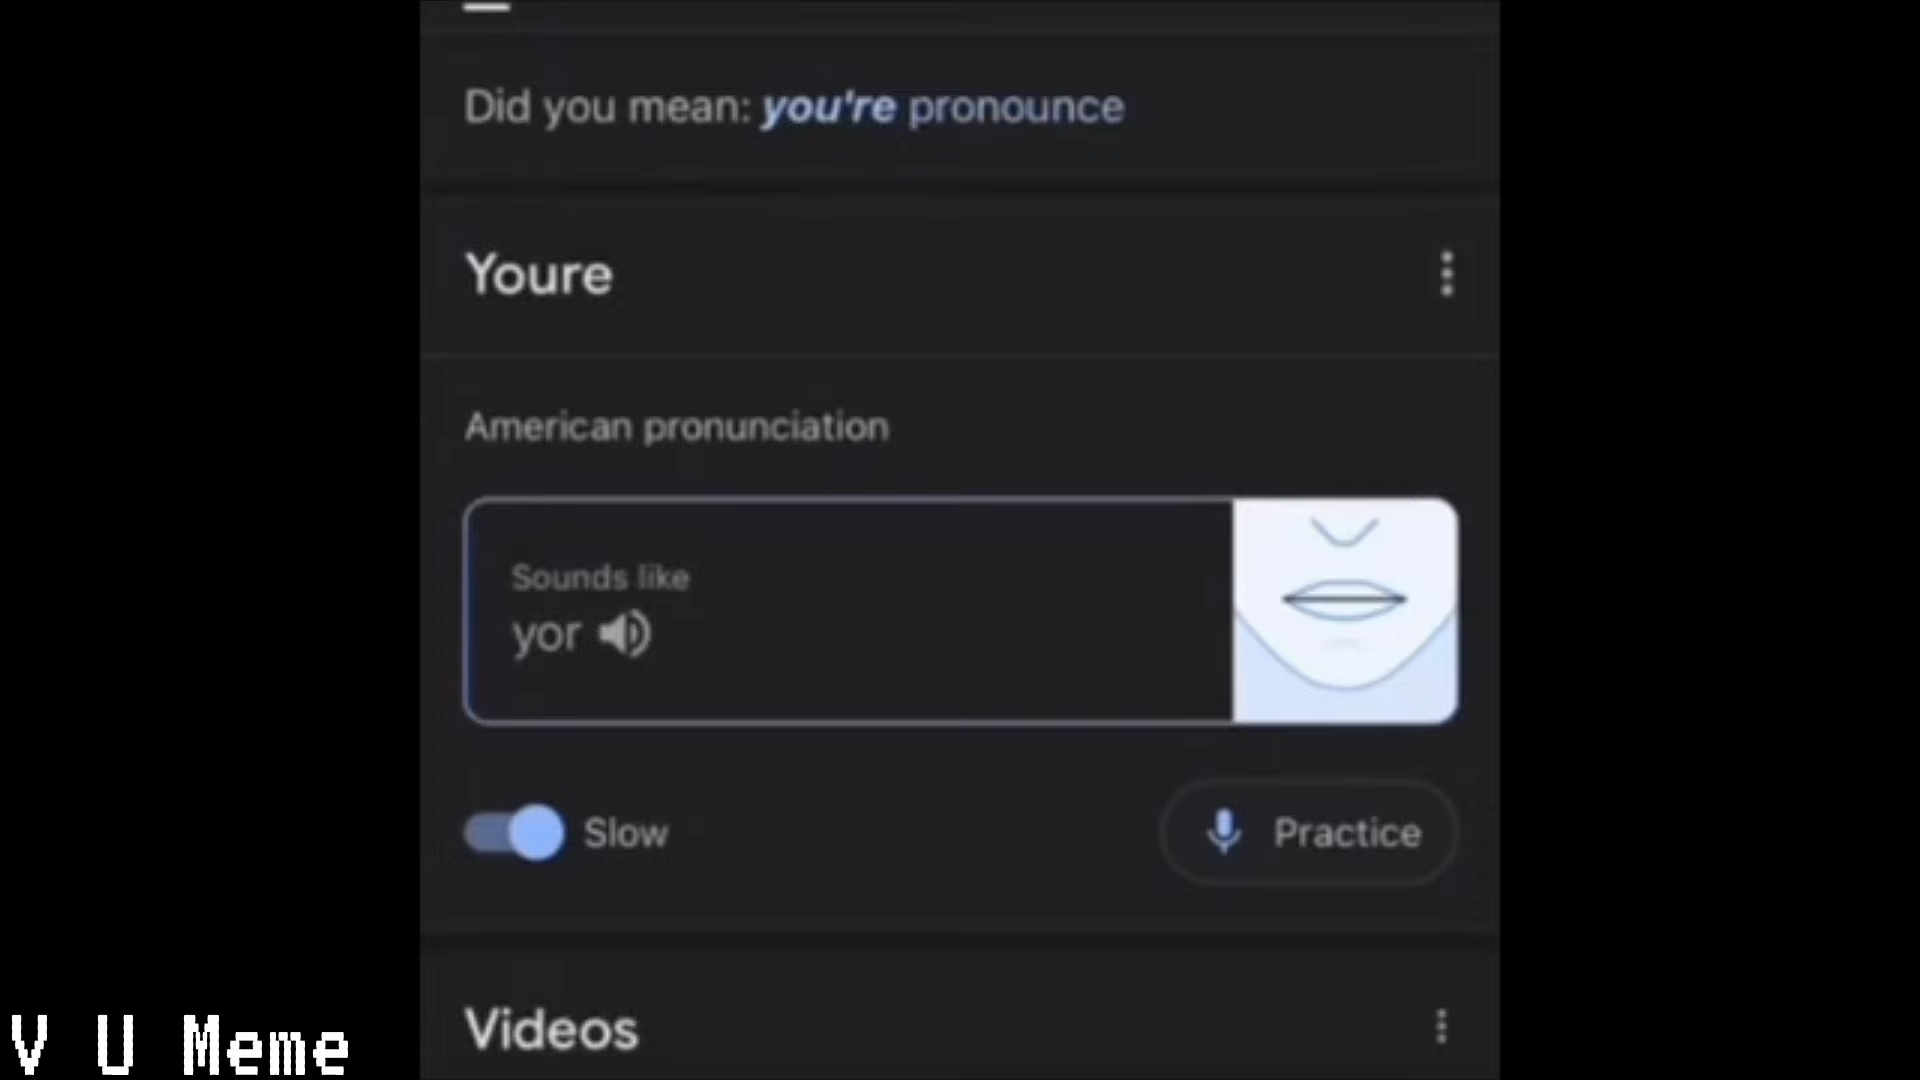 Did you mean: you're pronounce
Youre
American pronunciation
Sounds like
yor
Slow
Practice
Videos
V U Meme